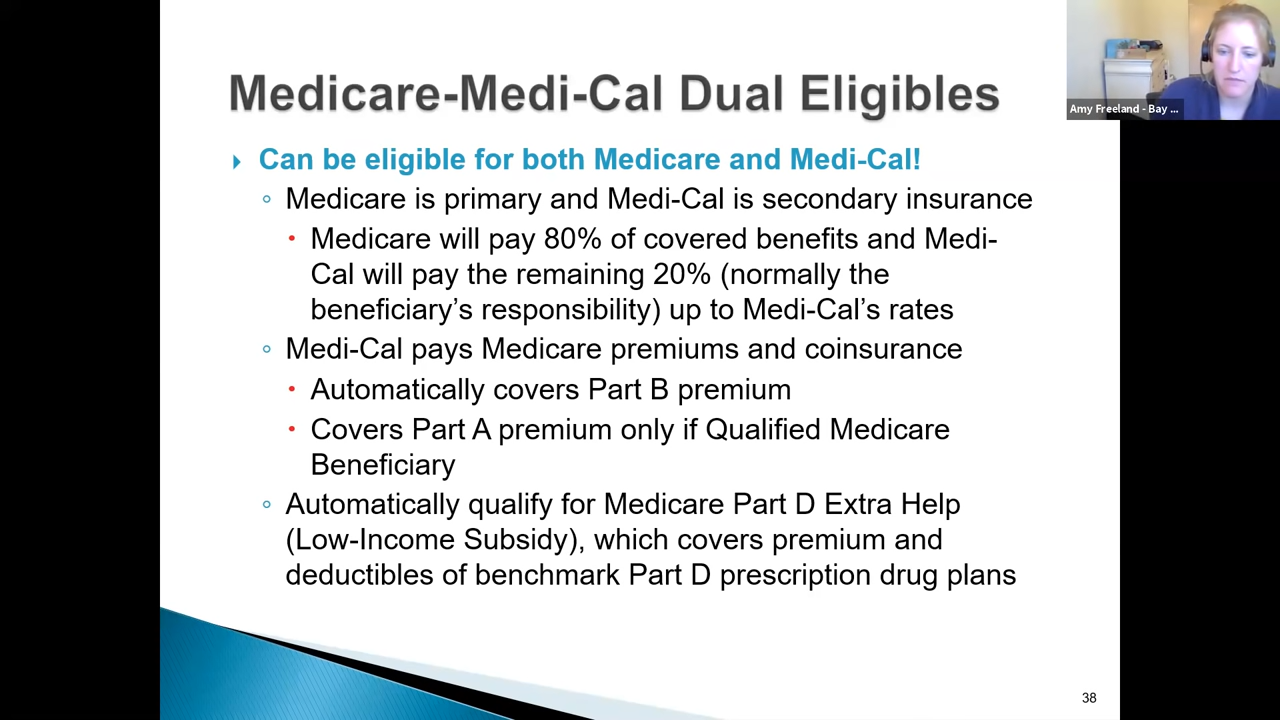 Medicare-Medi-Cal Dual Eligibles
Amy Freeland - Bay ...
Can be eligible for both Medicare and Medi-Cal!
Medicare is primary and Medi-Cal is secondary insurance
Medicare will pay 80% of covered benefits and Medi-
Cal will pay the remaining 20% (normally the
beneficiary's responsibility) up to Medi-Cal's rates
Medi-Cal pays Medicare premiums and coinsurance
Automatically covers Part B premium
Covers Part A premium only if Qualified Medicare
Beneficiary
Automatically qualify for Medicare Part D Extra Help
(Low-Income Subsidy), which covers premium and
deductibles of benchmark Part D prescription drug plans
38